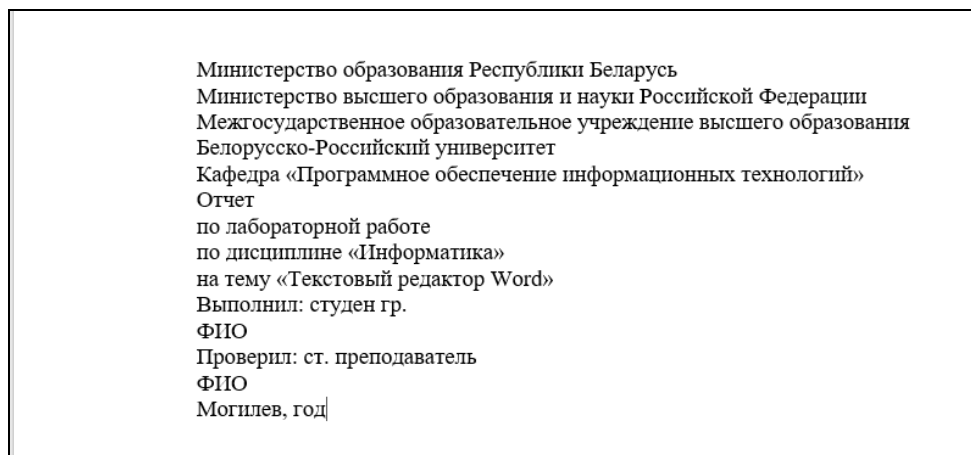 Министерство образования Республики Беларусь
Министерство высшего образования и науки Российской Федерации
Межгосударственное образовательное учреждение высшего образования
Белорусско-Российский университет
Кафедра «Программное обеспечение информационных технологий»
Отчет
по лабораторной работе
по дисциплине «Информатика»
на тему «Текстовый редактор Word»
Выполнил: студен гр.
ФИО
Проверил: ст. преподаватель
ФИО
Могилев, год